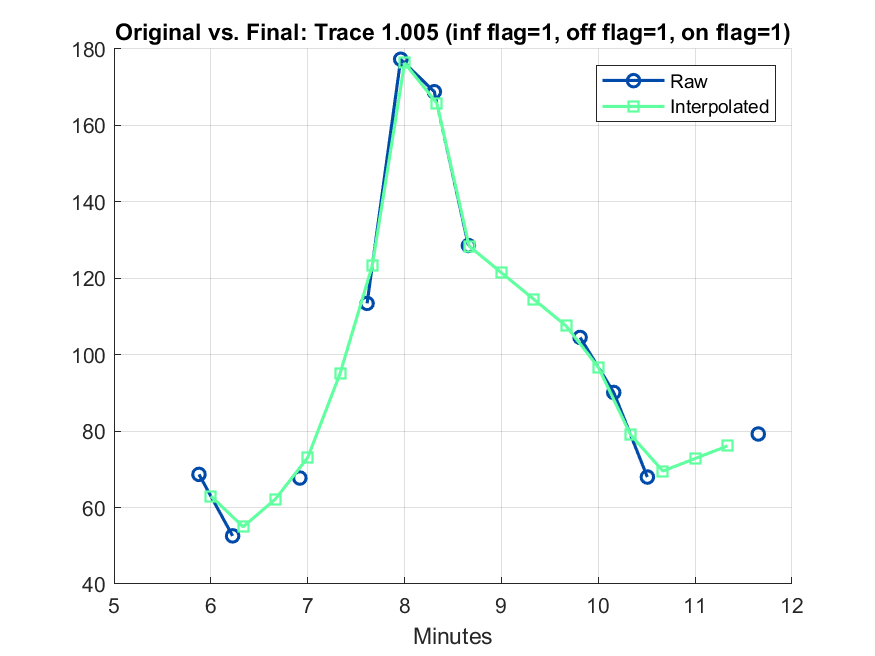 Original vs. Final: Trace 1.005 (inf flag=1, off flag=1, on flag=1)
180
160
140
120
100
80
60
40
Raw
Interpolated
5 6 7 8 9 10 11 12
Minutes